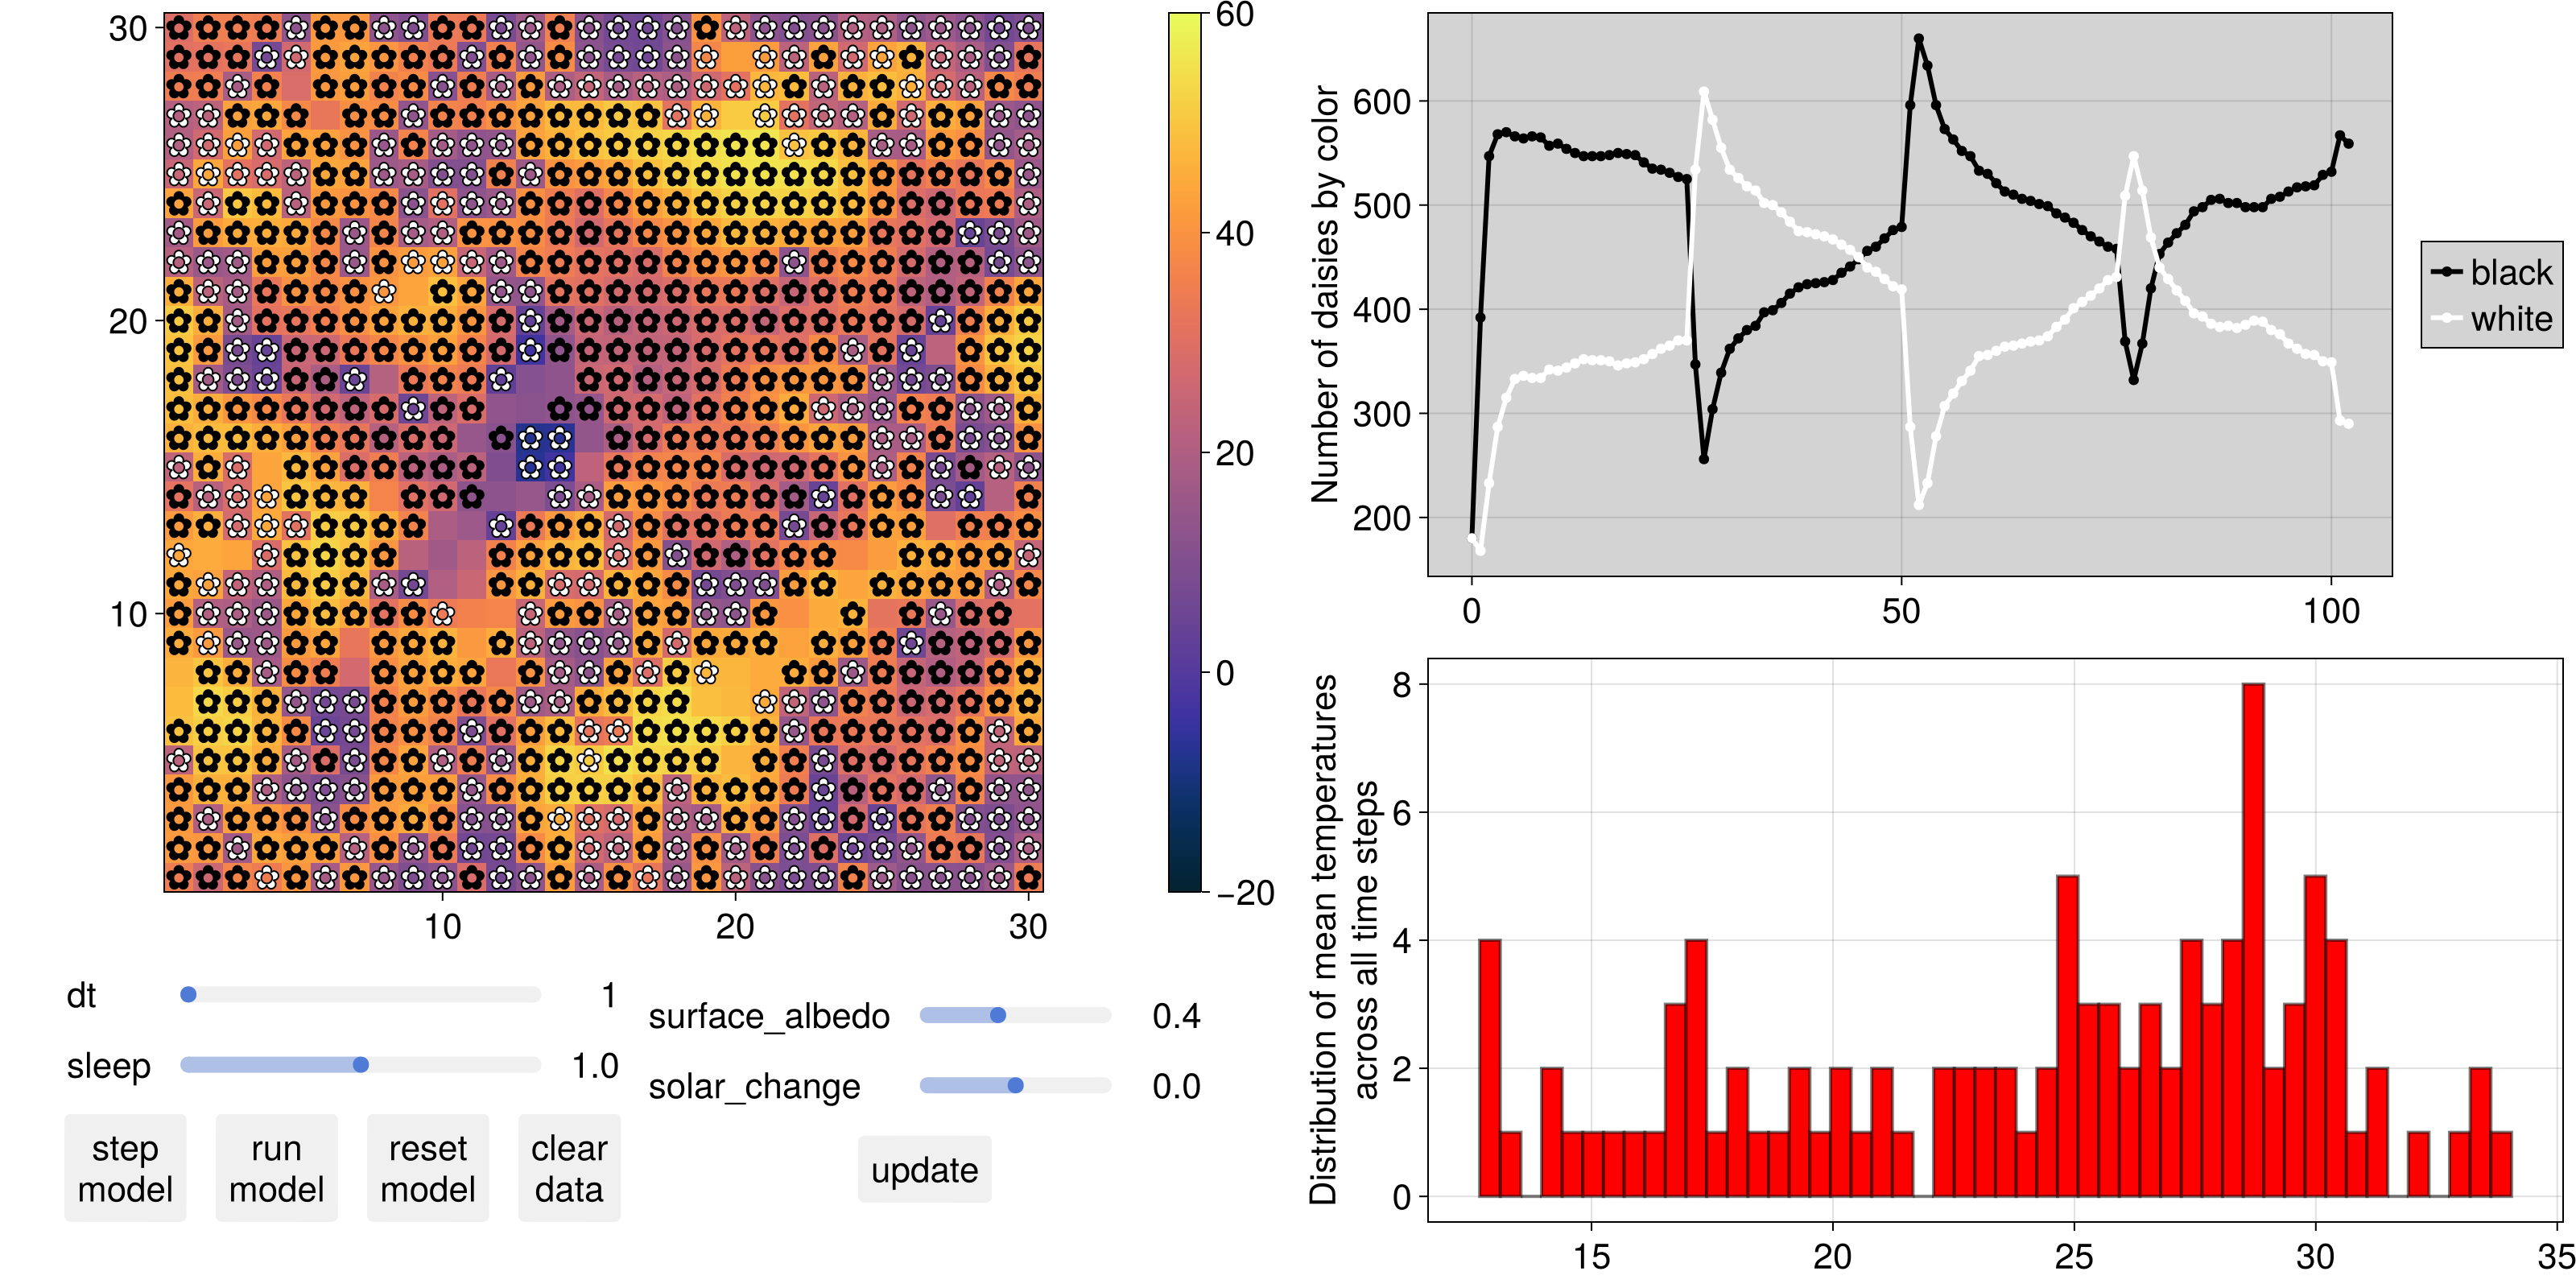 30
20
10
10
20
30
60
40
20
0
−20
Number of daisies by color
600
500
400
300
200
0
50
100
black
white
Distribution of mean temperatures
across all time steps
8
6
4
2
0
15
20
25
30
35
dt
1
sleep
1.0
surface_albedo
0.4
solar_change
0.0
step
model
run
model
reset
model
clear
data
update